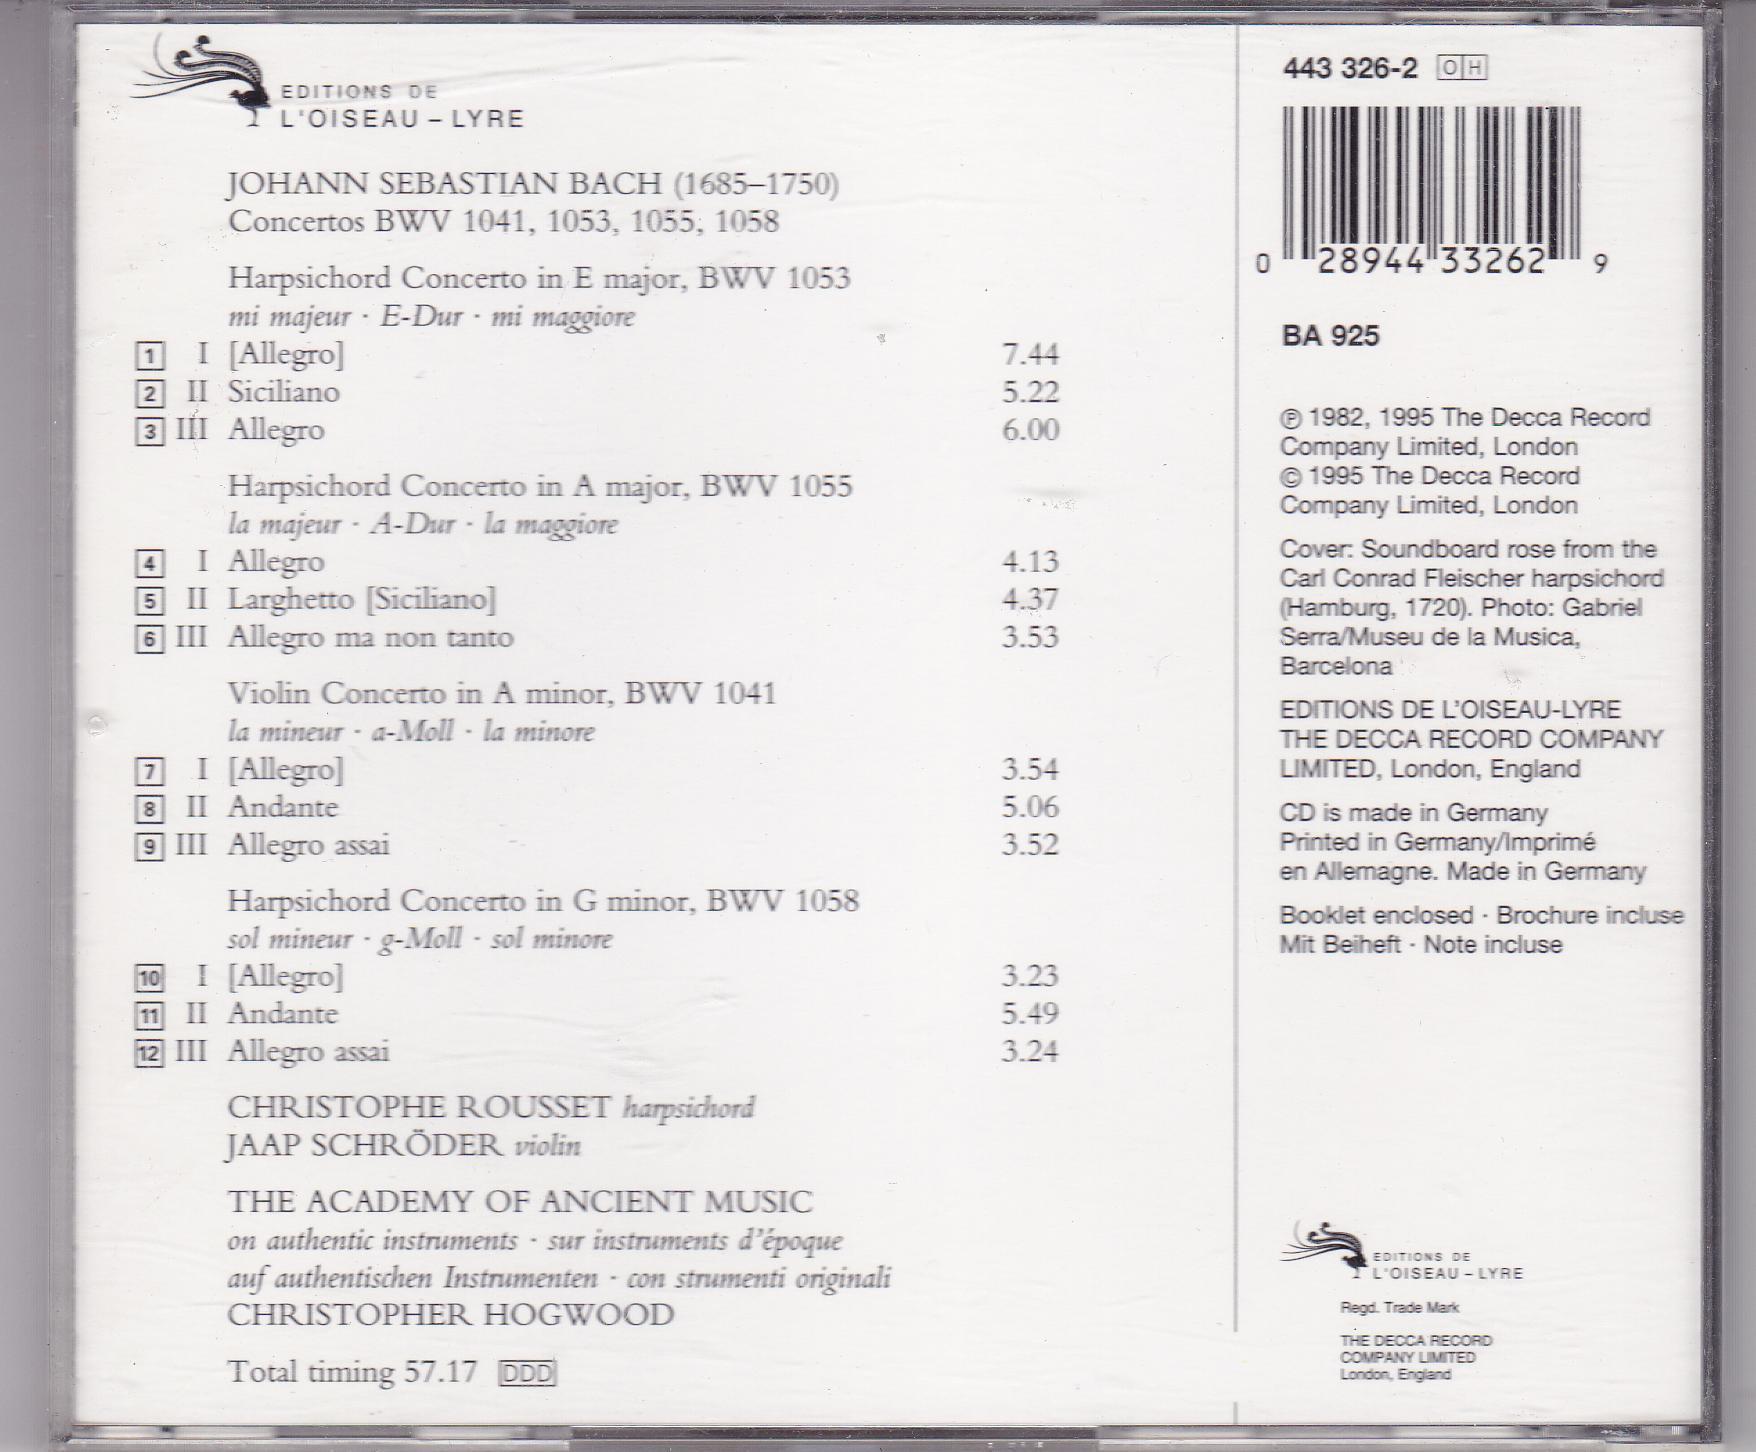 EDITIONS DE
L'OISEAU-LYRE
JOHANN SEBASTIAN BACH (1685–1750)
Concertos BWV 1041, 1053, 1055, 1058
Harpsichord Concerto in E major, BWV 1053
mi majeur · E-Dur · mi maggiore
1 I [Allegro] 7.44
2 II Siciliano 5.22
3 III Allegro 6.00
Harpsichord Concerto in A major, BWV 1055
la majeur · A-Dur · la maggiore
4 I Allegro 4.13
5 II Larghetto [Siciliano] 4.37
6 III Allegro ma non tanto 3.53
Violin Concerto in A minor, BWV 1041
la mineur · a-Moll · la minore
7 I [Allegro] 3.54
8 II Andante 5.06
9 III Allegro assai 3.52
Harpsichord Concerto in G minor, BWV 1058
sol mineur · g-Moll · sol minore
10 I [Allegro] 3.23
11 II Andante 5.49
12 III Allegro assai 3.24
CHRISTOPHE ROUSSET harpsichord
JAAP SCHRÖDER violin
THE ACADEMY OF ANCIENT MUSIC
on authentic instruments · sur instruments d'époque
auf authentischen Instrumenten · con strumenti originali
CHRISTOPHER HOGWOOD
Total timing 57.17 DDD
443 326-2 OH
0 28944 33262 9
BA 925
℗ 1982, 1995 The Decca Record
Company Limited, London
© 1995 The Decca Record
Company Limited, London
Cover: Soundboard rose from the
Carl Conrad Fleischer harpsichord
(Hamburg, 1720). Photo: Gabriel
Serra/Museu de la Musica,
Barcelona
EDITIONS DE L'OISEAU-LYRE
THE DECCA RECORD COMPANY
LIMITED, London, England
CD is made in Germany
Printed in Germany/Imprimé
en Allemagne. Made in Germany
Booklet enclosed · Brochure incluse
Mit Beiheft · Note incluse
EDITIONS DE
L'OISEAU-LYRE
Regd. Trade Mark
THE DECCA RECORD
COMPANY LIMITED
London, England